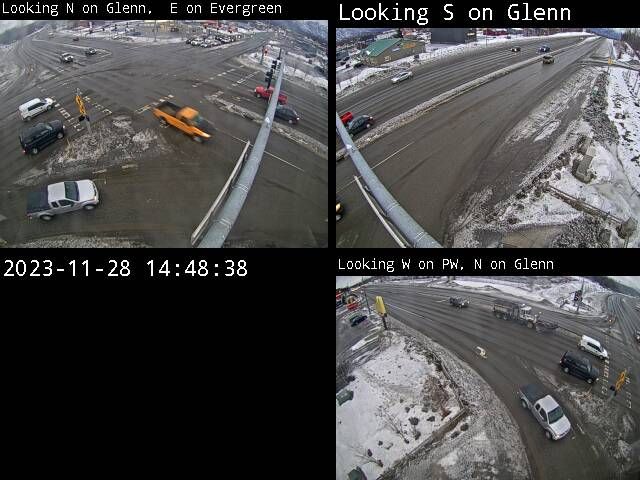 Looking N on Glenn,  E on Evergreen
Looking S on Glenn
2023-11-28 14:48:38
Looking W on PW, N on Glenn